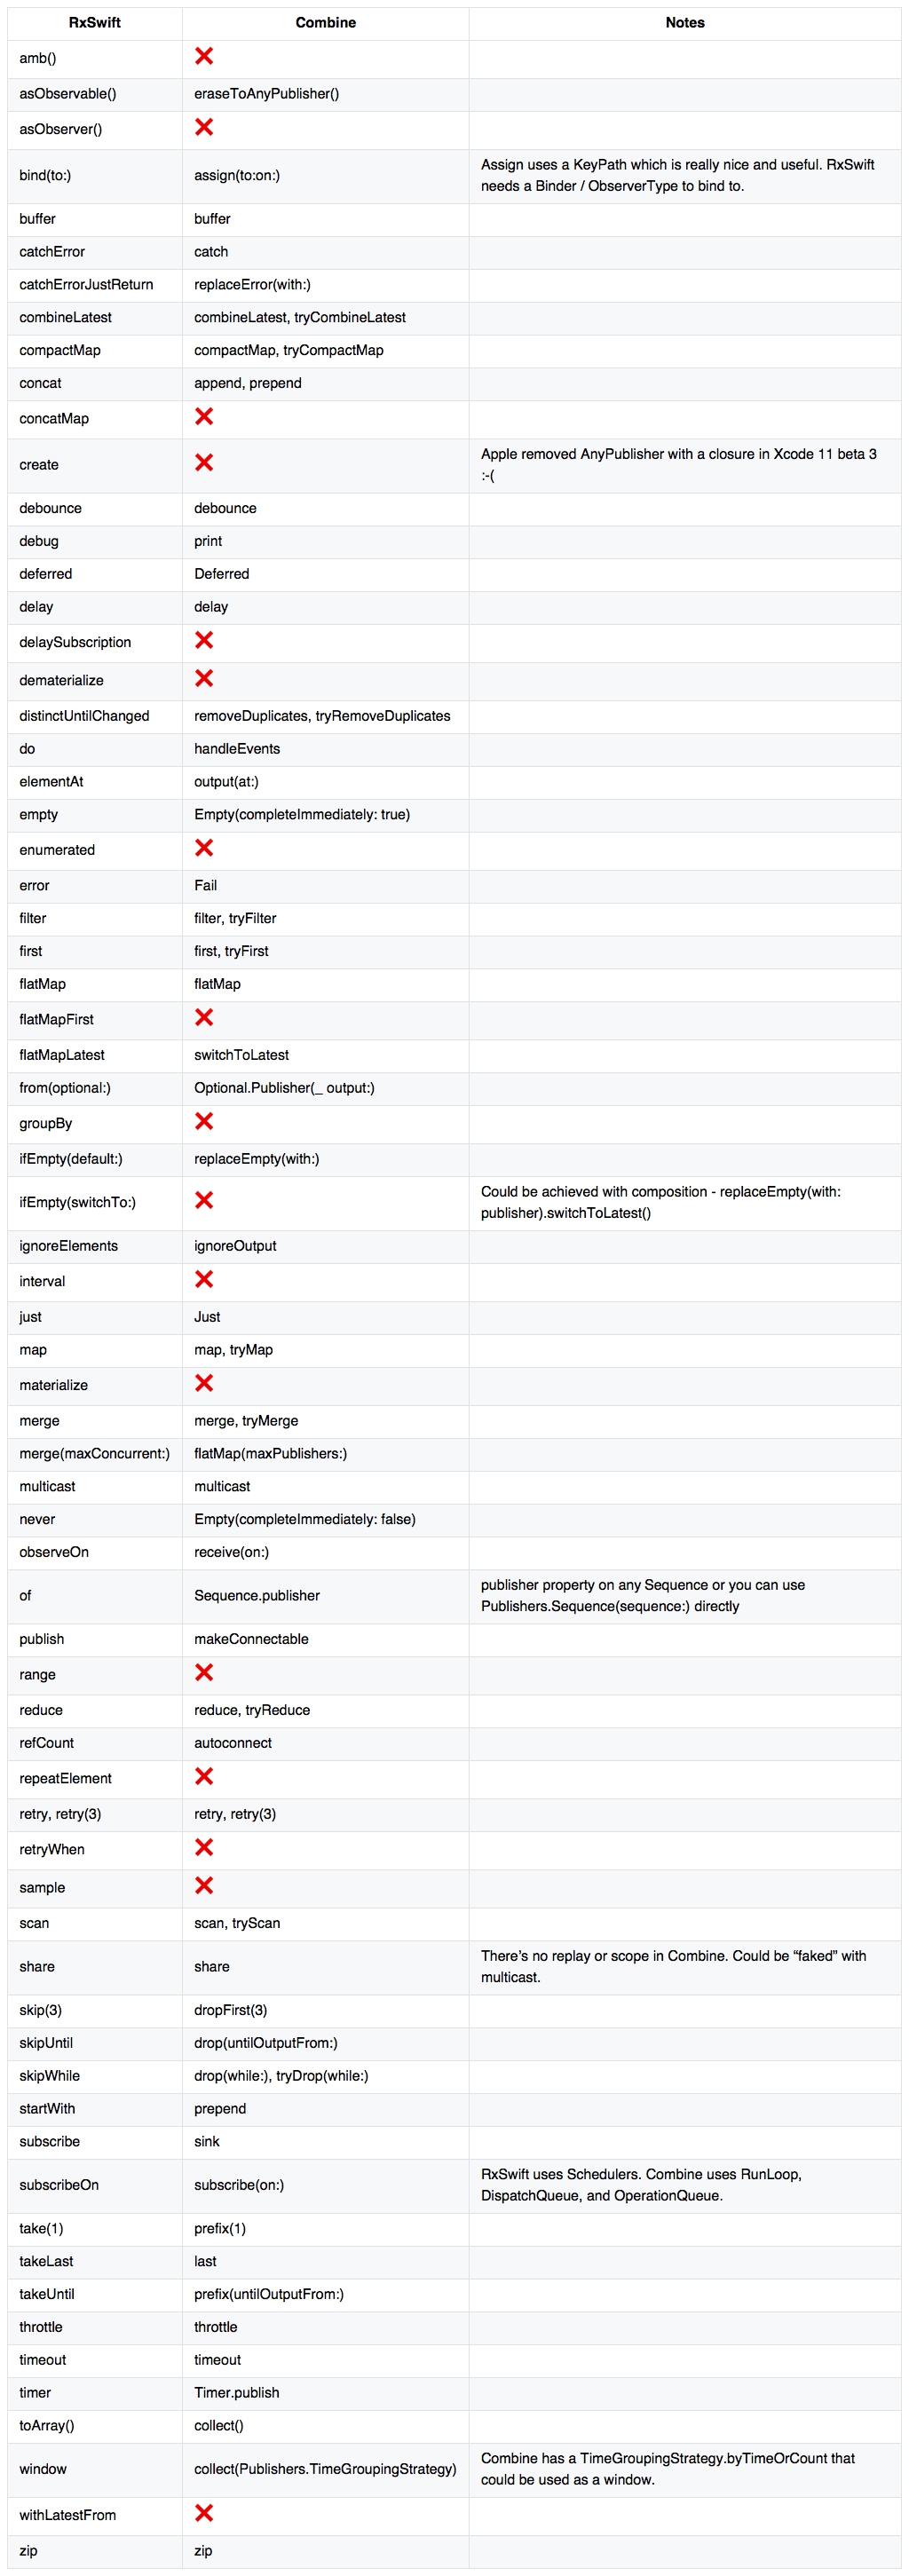 RxSwift Combine Notes
amb() ❌
asObservable() eraseToAnyPublisher()
asObserver() ❌
bind(to:) assign(to:on:) Assign uses a KeyPath which is really nice and useful. RxSwift
needs a Binder / ObserverType to bind to.
buffer buffer
catchError catch
catchErrorJustReturn replaceError(with:)
combineLatest combineLatest, tryCombineLatest
compactMap compactMap, tryCompactMap
concat append, prepend
concatMap ❌
create ❌ Apple removed AnyPublisher with a closure in Xcode 11 beta 3
:-(
debounce debounce
debug print
deferred Deferred
delay delay
delaySubscription ❌
dematerialize ❌
distinctUntilChanged removeDuplicates, tryRemoveDuplicates
do handleEvents
elementAt output(at:)
empty Empty(completeImmediately: true)
enumerated ❌
error Fail
filter filter, tryFilter
first first, tryFirst
flatMap flatMap
flatMapFirst ❌
flatMapLatest switchToLatest
from(optional:) Optional.Publisher(_ output:)
groupBy ❌
ifEmpty(default:) replaceEmpty(with:)
ifEmpty(switchTo:) ❌ Could be achieved with composition - replaceEmpty(with:
publisher).switchToLatest()
ignoreElements ignoreOutput
interval ❌
just Just
map map, tryMap
materialize ❌
merge merge, tryMerge
merge(maxConcurrent:) flatMap(maxPublishers:)
multicast multicast
never Empty(completeImmediately: false)
observeOn receive(on:)
of Sequence.publisher publisher property on any Sequence or you can use
Publishers.Sequence(sequence:) directly
publish makeConnectable
range ❌
reduce reduce, tryReduce
refCount autoconnect
repeatElement ❌
retry, retry(3) retry, retry(3)
retryWhen ❌
sample ❌
scan scan, tryScan
share share There’s no replay or scope in Combine. Could be “faked” with
multicast.
skip(3) dropFirst(3)
skipUntil drop(untilOutputFrom:)
skipWhile drop(while:), tryDrop(while:)
startWith prepend
subscribe sink
subscribeOn subscribe(on:) RxSwift uses Schedulers. Combine uses RunLoop,
DispatchQueue, and OperationQueue.
take(1) prefix(1)
takeLast last
takeUntil prefix(untilOutputFrom:)
throttle throttle
timeout timeout
timer Timer.publish
toArray() collect()
window collect(Publishers.TimeGroupingStrategy) Combine has a TimeGroupingStrategy.byTimeOrCount that
could be used as a window.
withLatestFrom ❌
zip zip